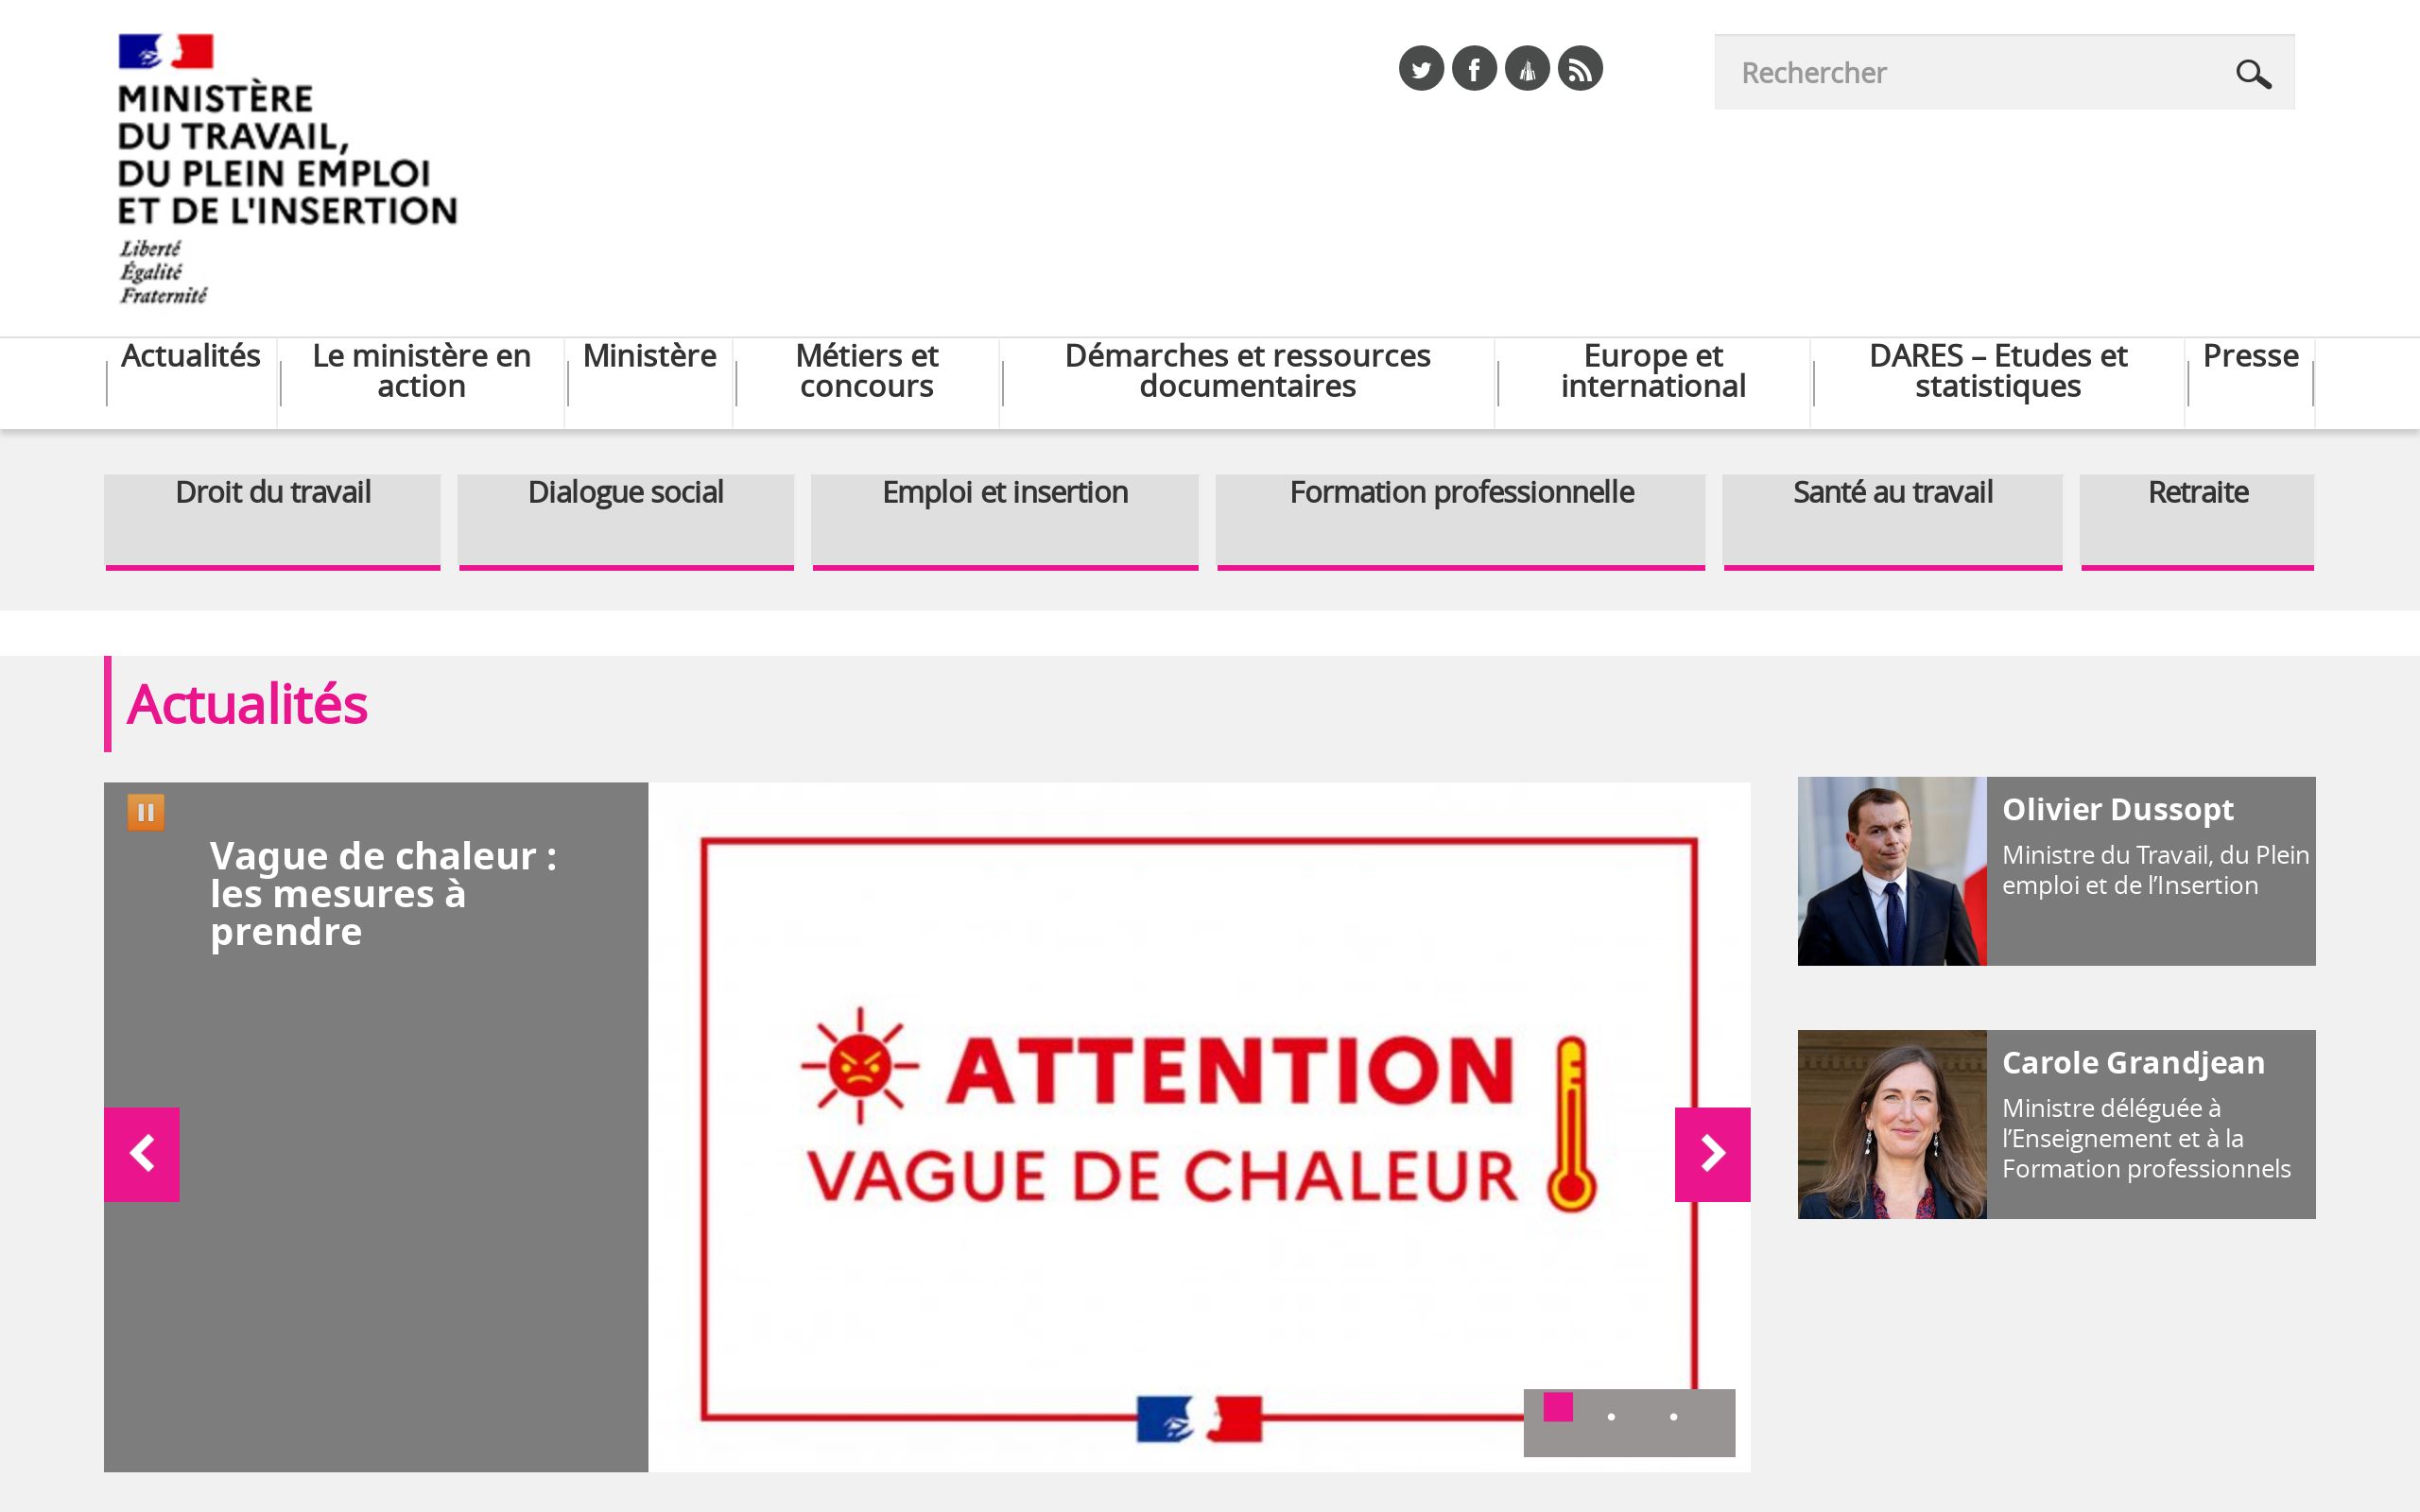 MINISTÈRE
DU TRAVAIL,
DU PLEIN EMPLOI
ET DE L'INSERTION
Liberté
Égalité
Fraternité
Rechercher
Actualités
Le ministère en
action
Ministère
Métiers et
concours
Démarches et ressources
documentaires
Europe et
international
DARES – Etudes et
statistiques
Presse
Droit du travail
Dialogue social
Emploi et insertion
Formation professionnelle
Santé au travail
Retraite
Actualités
Vague de chaleur :
les mesures à
prendre
ATTENTION
VAGUE DE CHALEUR
Olivier Dussopt
Ministre du Travail, du Plein
emploi et de l’Insertion
Carole Grandjean
Ministre déléguée à
l’Enseignement et à la
Formation professionnels